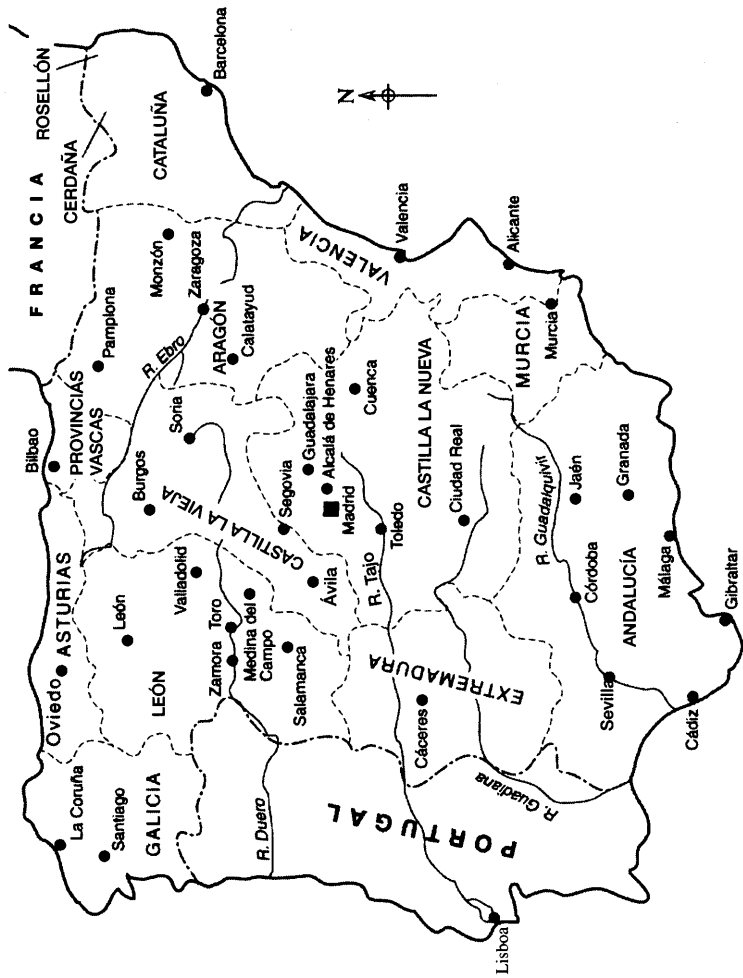 FRANCIA
ROSELLÓN
CERDAÑA
CATALUÑA
Barcelona
N
La Coruña
Santiago
GALICIA
Oviedo
ASTURIAS
León
LEÓN
Bilbao
PROVINCIAS
VASCAS
Pamplona
Burgos
R. Ebro
Soria
Monzón
Zaragoza
ARAGÓN
Calatayud
Valladolid
Zamora
Toro
Medina del
Campo
Salamanca
CASTILLA LA VIEJA
Segovia
Ávila
Guadalajara
Alcalá de Henares
Madrid
Cuenca
VALENCIA
Valencia
R. Duero
PORTUGAL
Lisboa
R. Tajo
Toledo
CASTILLA LA NUEVA
Ciudad Real
EXTREMADURA
Cáceres
R. Guadiana
Alicante
MURCIA
Murcia
R. Guadalquivil
Jaén
Córdoba
Granada
ANDALUCÍA
Sevilla
Málaga
Cádiz
Gibraltar